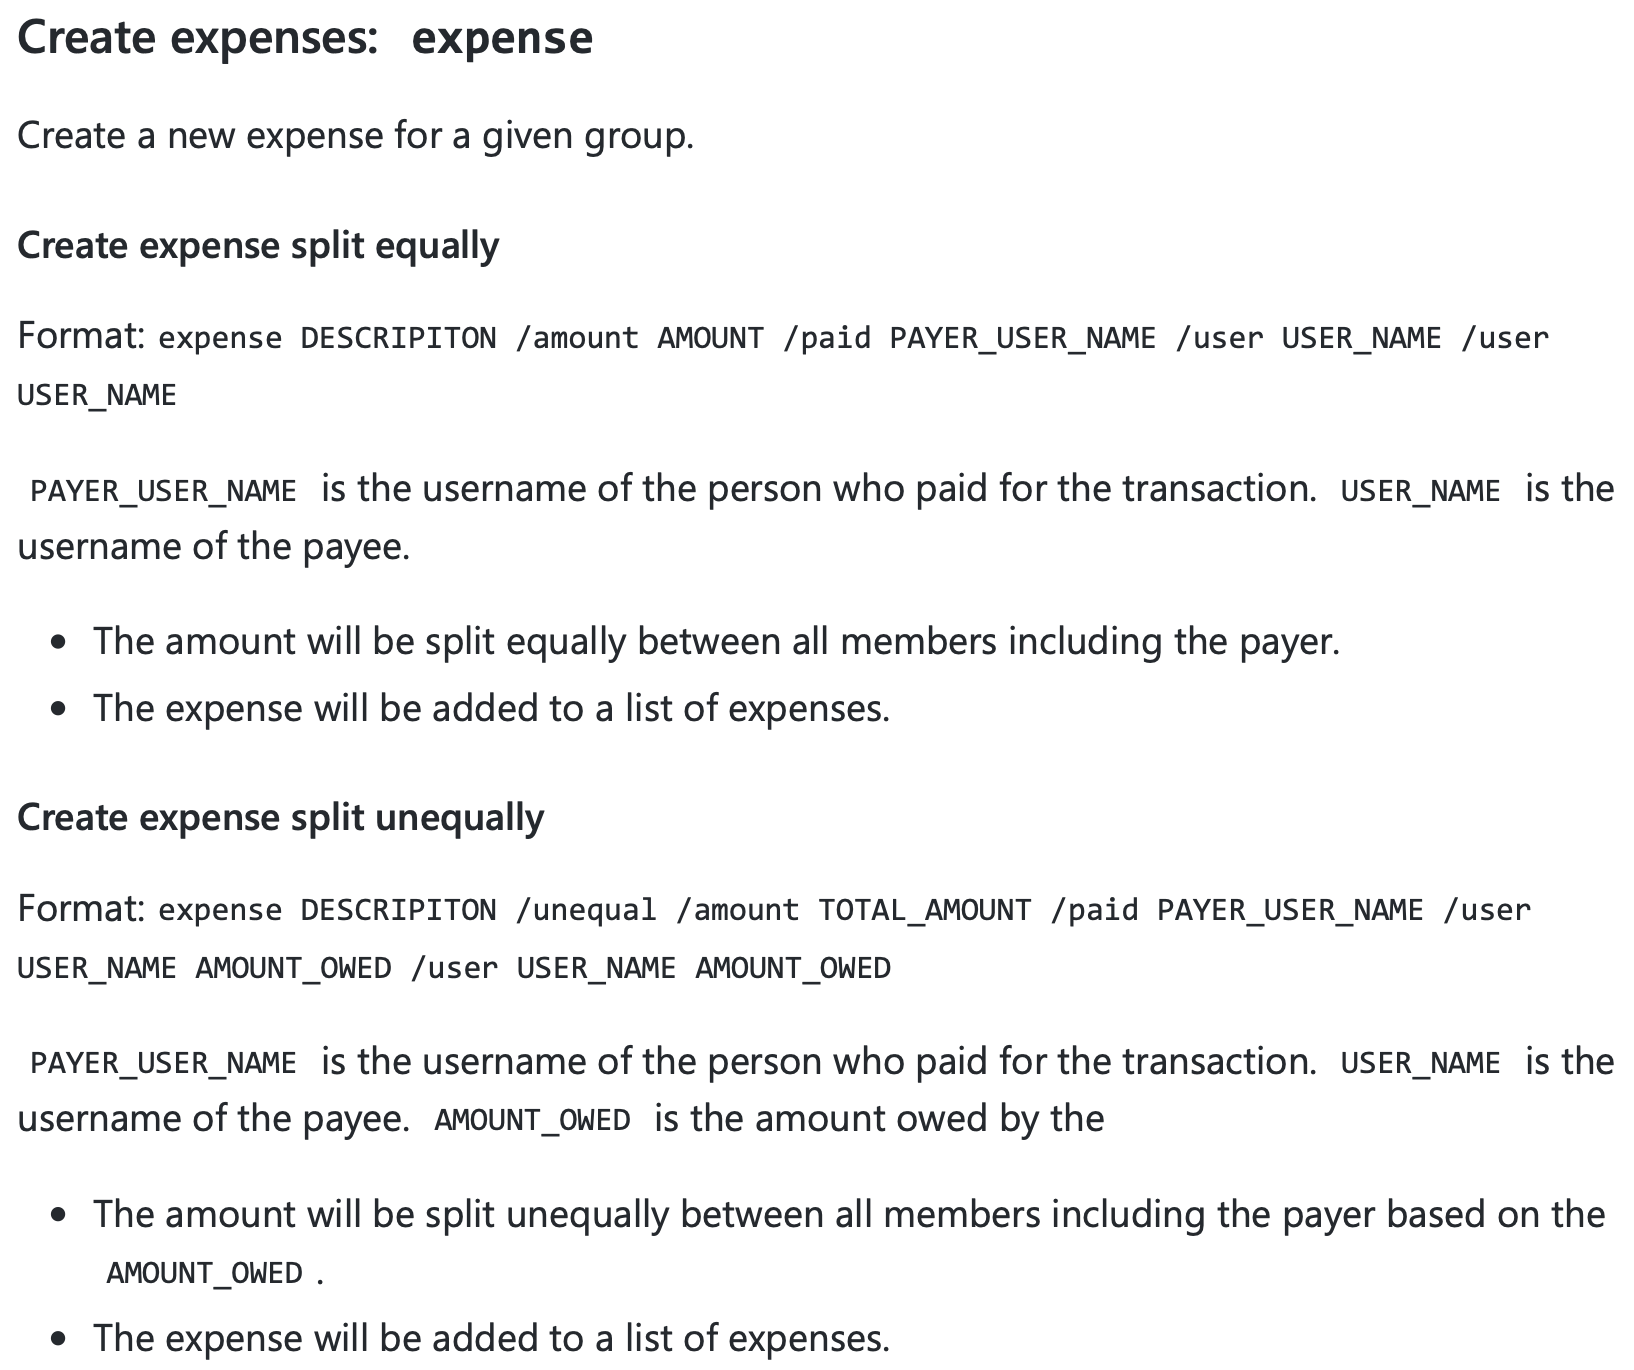 Create expenses: expense
Create a new expense for a given group.
Create expense split equally
Format: expense DESCRIPITON /amount AMOUNT /paid PAYER_USER_NAME /user USER_NAME /user
USER_NAME
PAYER_USER_NAME is the username of the person who paid for the transaction. USER_NAME is the
username of the payee.
• The amount will be split equally between all members including the payer.
• The expense will be added to a list of expenses.
Create expense split unequally
Format: expense DESCRIPITON /unequal /amount TOTAL_AMOUNT /paid PAYER_USER_NAME /user
USER_NAME AMOUNT_OWED /user USER_NAME AMOUNT_OWED
PAYER_USER_NAME is the username of the person who paid for the transaction. USER_NAME is the
username of the payee. AMOUNT_OWED is the amount owed by the
• The amount will be split unequally between all members including the payer based on the
AMOUNT_OWED .
• The expense will be added to a list of expenses.